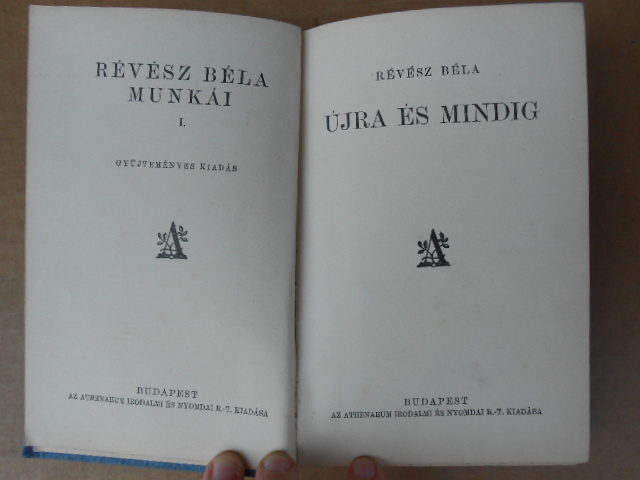 RÉVÉSZ BÉLA
MUNKÁI
I.
GYŰJTEMÉNYES KIADÁS
A
BUDAPEST
AZ ATHENAEUM IRODALMI ÉS NYOMDAI R.-T. KIADÁSA
RÉVÉSZ BÉLA
ÚJRA ÉS MINDIG
A
BUDAPEST
AZ ATHENAEUM IRODALMI ÉS NYOMDAI R.-T. KIADÁSA